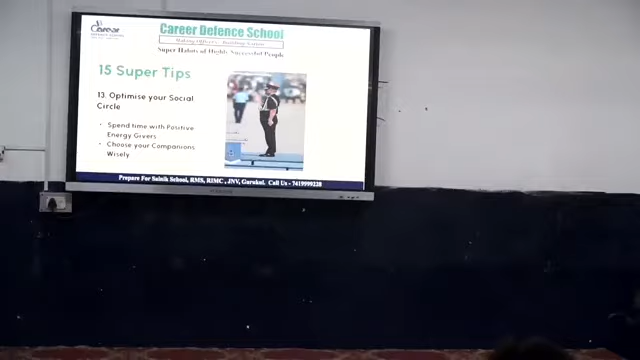 Career
Career Defence School
Making Officers - Building Nation
Super Habits of Highly Successful People
15 Super Tips
13. Optimise your Social
Circle
• Spend time with Positive
Energy Givers
• Choose your Companions
Wisely
Prepare For Sainik School, RMS, RIMC, JNV, Gurukul. Call Us - 7419999228